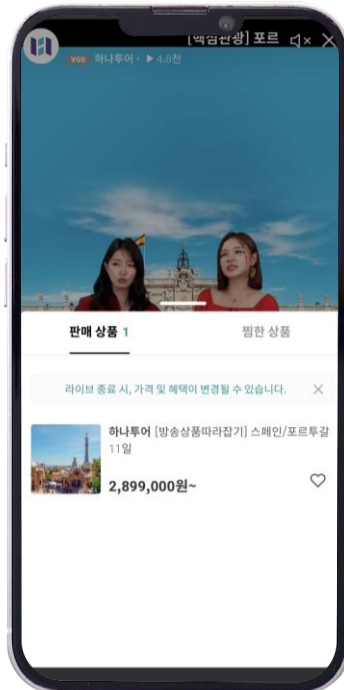 [핵심관광] 포르
VOD 하나투어 · ▶ 4.8천
판매 상품 1
찜한 상품
라이브 종료 시, 가격 및 혜택이 변경될 수 있습니다.
하나투어 [방송상품따라잡기] 스페인/포르투갈
11일
2,899,000원~